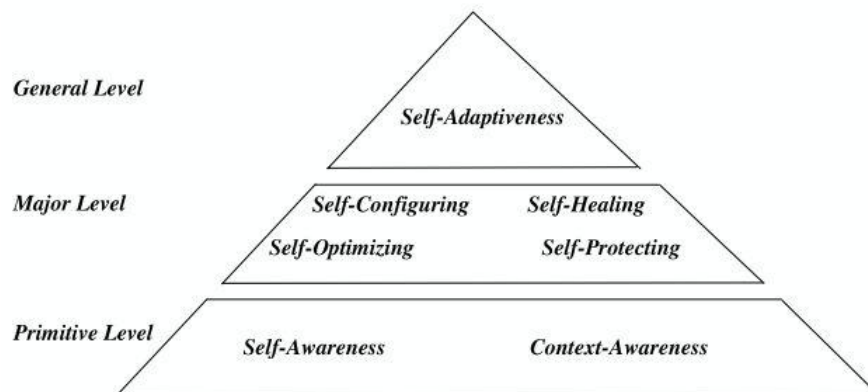 General Level
Self-Adaptiveness
Major Level
Self-Configuring Self-Healing
Self-Optimizing Self-Protecting
Primitive Level
Self-Awareness Context-Awareness